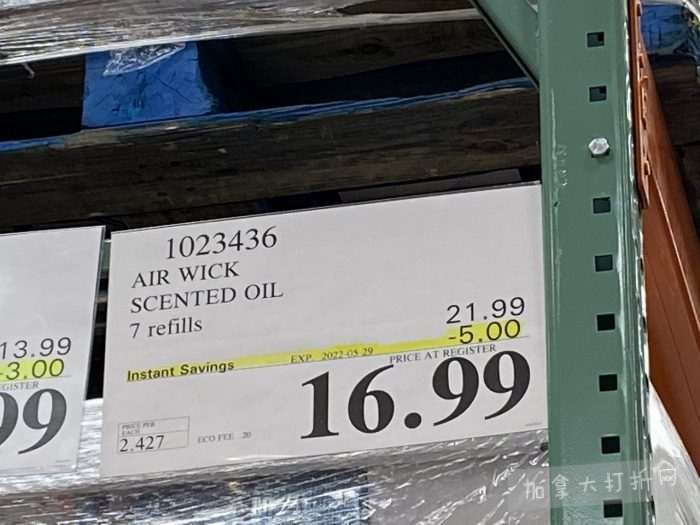 13.99
-3.00
GISTER
99
1023436
AIR WICK
SCENTED OIL
7 refills
21.99
-5.00
Instant Savings
EXP. 2022-05-29
PRICE AT REGISTER
16.99
PRICE PER
EACH
2.427
ECO FEE .20
加拿大打折网